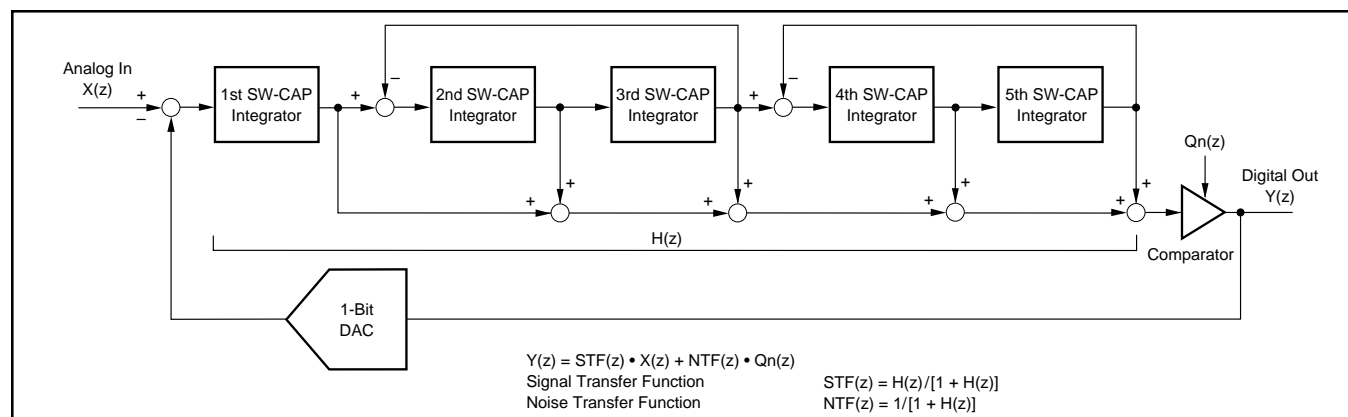 Analog In
X(z)
+
–
1st SW-CAP
Integrator
+
–
2nd SW-CAP
Integrator
3rd SW-CAP
Integrator
+
–
4th SW-CAP
Integrator
5th SW-CAP
Integrator
Qn(z)
Digital Out
Y(z)
+
+
+
+
+
+
+
+
H(z)
Comparator
1-Bit
DAC
Y(z) = STF(z) • X(z) + NTF(z) • Qn(z)
Signal Transfer Function STF(z) = H(z)/[1 + H(z)]
Noise Transfer Function NTF(z) = 1/[1 + H(z)]